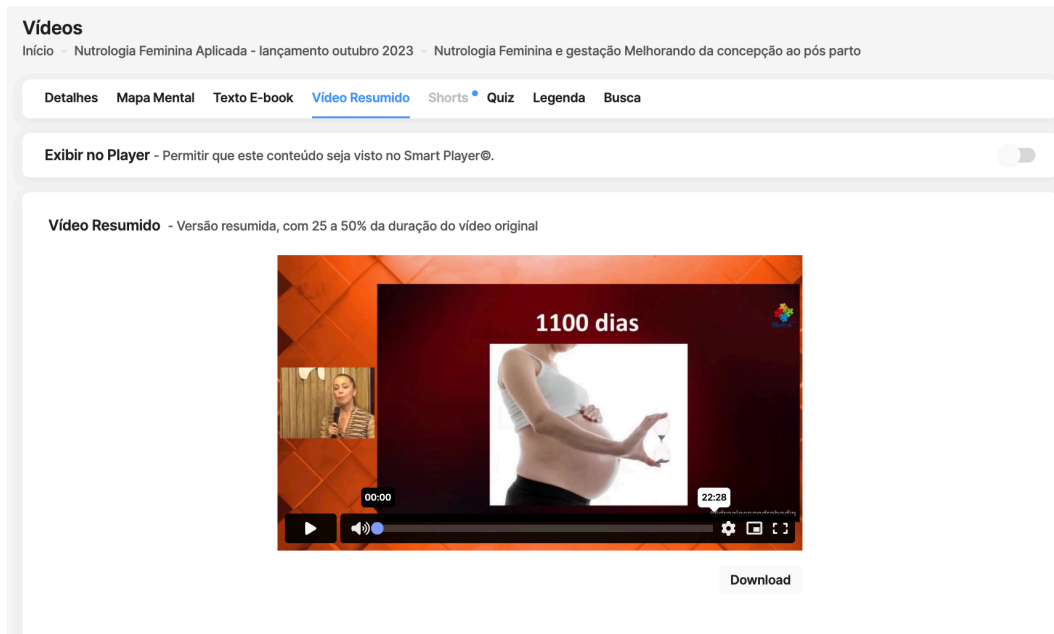 Vídeos
Início - Nutrologia Feminina Aplicada - lançamento outubro 2023 - Nutrologia Feminina e gestação Melhorando da concepção ao pós parto
Detalhes Mapa Mental Texto E-book Vídeo Resumido Shorts Quiz Legenda Busca
Exibir no Player - Permitir que este conteúdo seja visto no Smart Player©.
Vídeo Resumido - Versão resumida, com 25 a 50% da duração do vídeo original
1100 dias
00:00
22:28
Download